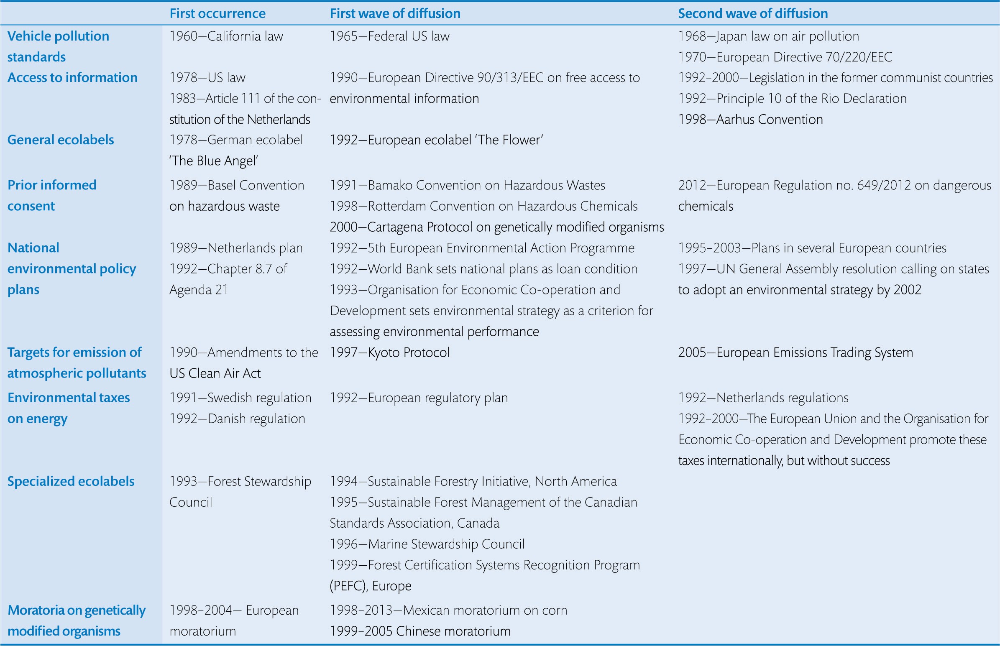 First occurrence First wave of diffusion Second wave of diffusion
Vehicle pollution 1960—California law 1965—Federal US law 1968—Japan law on air pollution
standards 1970—European Directive 70/220/EEC
Access to information 1978—US law 1990—European Directive 90/313/EEC on free access to 1992–2000—Legislation in the former communist countries
1983—Article 111 of the con- environmental information 1992—Principle 10 of the Rio Declaration
stitution of the Netherlands 1998—Aarhus Convention
General ecolabels 1978—German ecolabel 1992—European ecolabel ‘The Flower’
‘The Blue Angel’
Prior informed 1989—Basel Convention 1991—Bamako Convention on Hazardous Wastes 2012—European Regulation no. 649/2012 on dangerous
consent on hazardous waste 1998—Rotterdam Convention on Hazardous Chemicals chemicals
2000—Cartagena Protocol on genetically modified organisms
National 1989—Netherlands plan 1992—5th European Environmental Action Programme 1995–2003—Plans in several European countries
environmental policy 1992—Chapter 8.7 of 1992—World Bank sets national plans as loan condition 1997—UN General Assembly resolution calling on states
plans Agenda 21 1993—Organisation for Economic Co-operation and to adopt an environmental strategy by 2002
Development sets environmental strategy as a criterion for
assessing environmental performance
Targets for emission of 1990—Amendments to the 1997—Kyoto Protocol 2005—European Emissions Trading System
atmospheric pollutants US Clean Air Act
Environmental taxes 1991—Swedish regulation 1992—European regulatory plan 1992—Netherlands regulations
on energy 1992—Danish regulation 1992–2000—The European Union and the Organisation for
Economic Co-operation and Development promote these
taxes internationally, but without success
Specialized ecolabels 1993—Forest Stewardship 1994—Sustainable Forestry Initiative, North America
Council 1995—Sustainable Forest Management of the Canadian
Standards Association, Canada
1996—Marine Stewardship Council
1999—Forest Certification Systems Recognition Program
(PEFC), Europe
Moratoria on genetically 1998–2004— European 1998–2013—Mexican moratorium on corn
modified organisms moratorium 1999–2005 Chinese moratorium